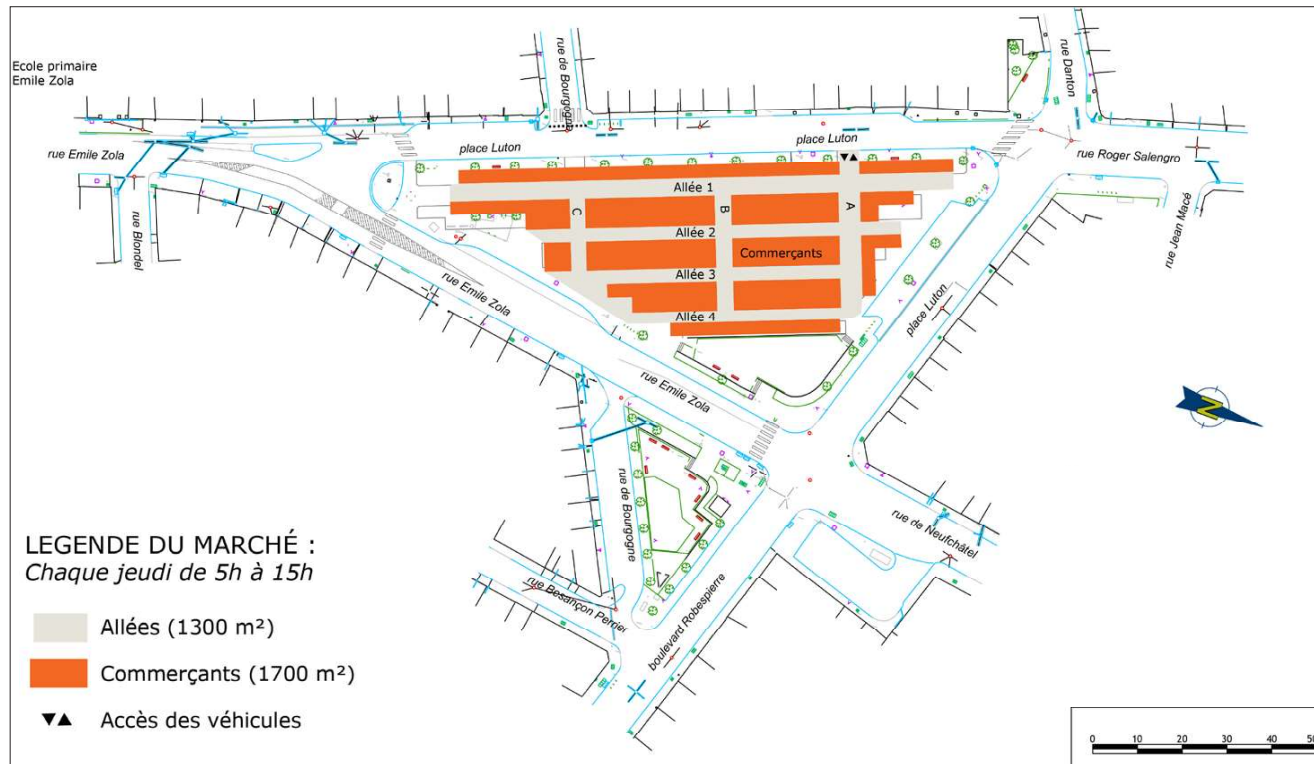 Ecole primaire
Emile Zola
rue de Bourgogne
rue Danton
rue Emile Zola
place Luton
place Luton
rue Roger Salengro
rue Blondel
rue Jean Macé
Allée 1
C
B
A
Allée 2
Commerçants
Allée 3
Allée 4
rue Emile Zola
place Luton
rue Emile Zola
N
rue de Bourgogne
rue de Neufchâtel
rue Besançon Perrier
boulevard Robespierre
LEGENDE DU MARCHÉ :
Chaque jeudi de 5h à 15h
Allées (1300 m²)
Commerçants (1700 m²)
Accès des véhicules
0 10 20 30 40